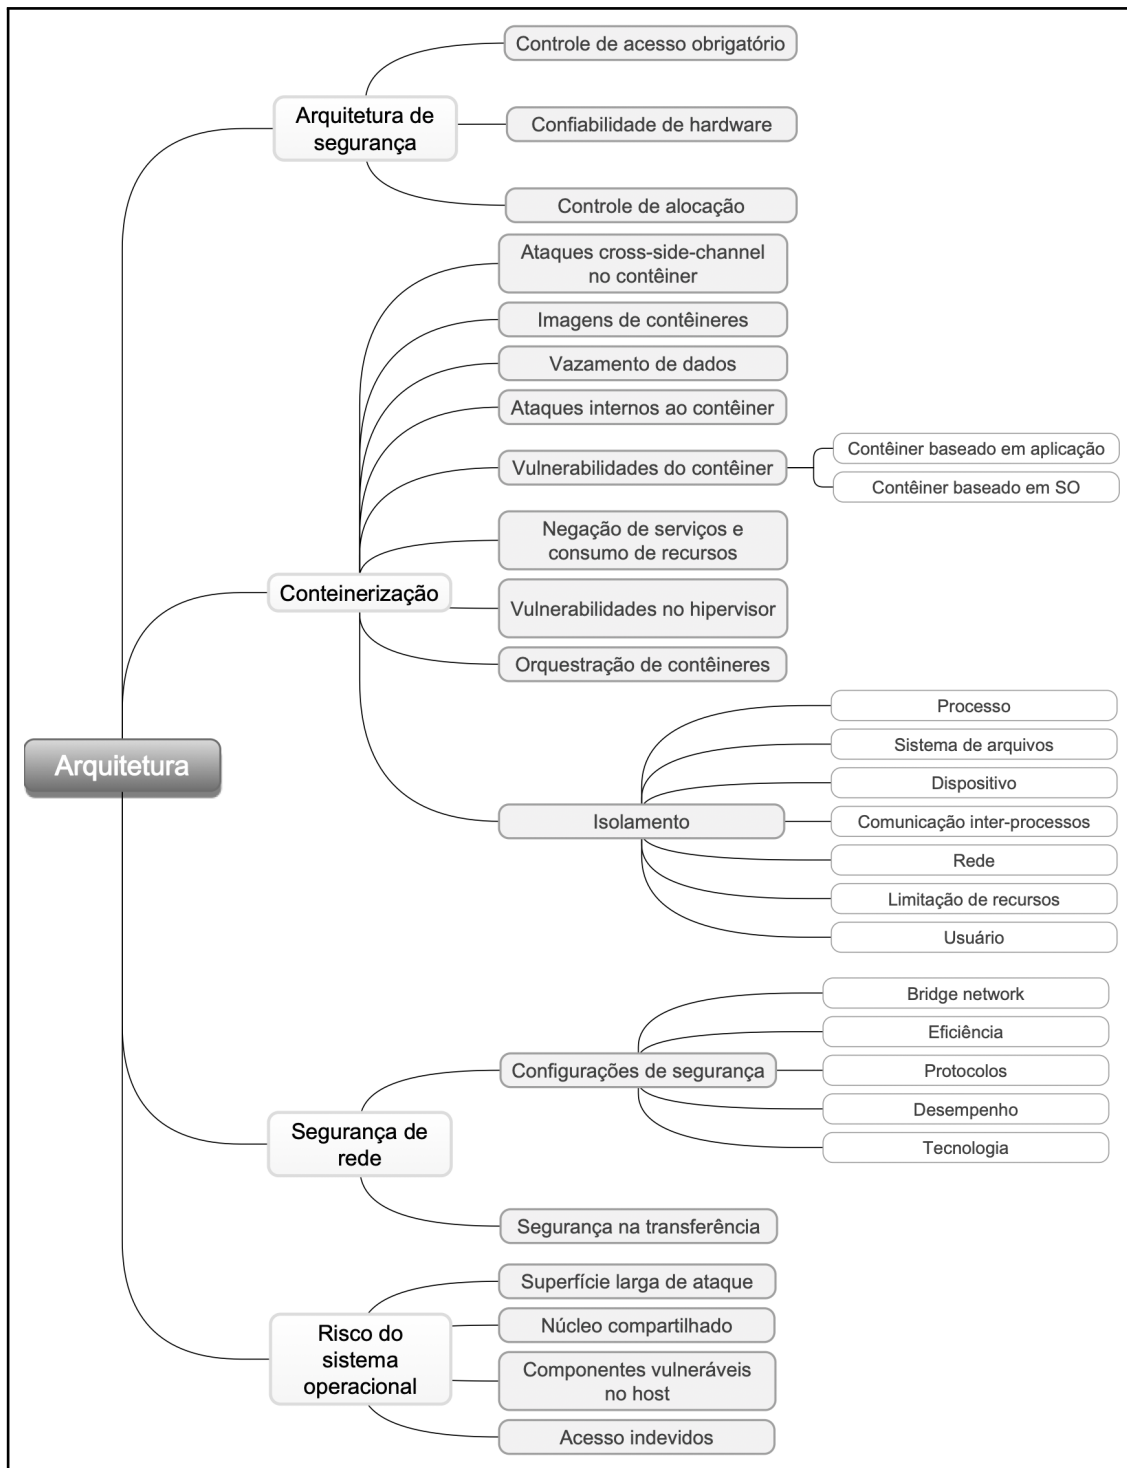 Controle de acesso obrigatório
Arquitetura de
segurança
Confiabilidade de hardware
Controle de alocação
Ataques cross-side-channel
no contêiner
Imagens de contêineres
Vazamento de dados
Ataques internos ao contêiner
Vulnerabilidades do contêiner
Contêiner baseado em aplicação
Contêiner baseado em SO
Negação de serviços e
consumo de recursos
Conteinerização
Vulnerabilidades no hipervisor
Orquestração de contêineres
Arquitetura
Isolamento
Processo
Sistema de arquivos
Dispositivo
Comunicação inter-processos
Rede
Limitação de recursos
Usuário
Segurança de
rede
Configurações de segurança
Bridge network
Eficiência
Protocolos
Desempenho
Tecnologia
Segurança na transferência
Risco do
sistema
operacional
Superfície larga de ataque
Núcleo compartilhado
Componentes vulneráveis
no host
Acesso indevidos